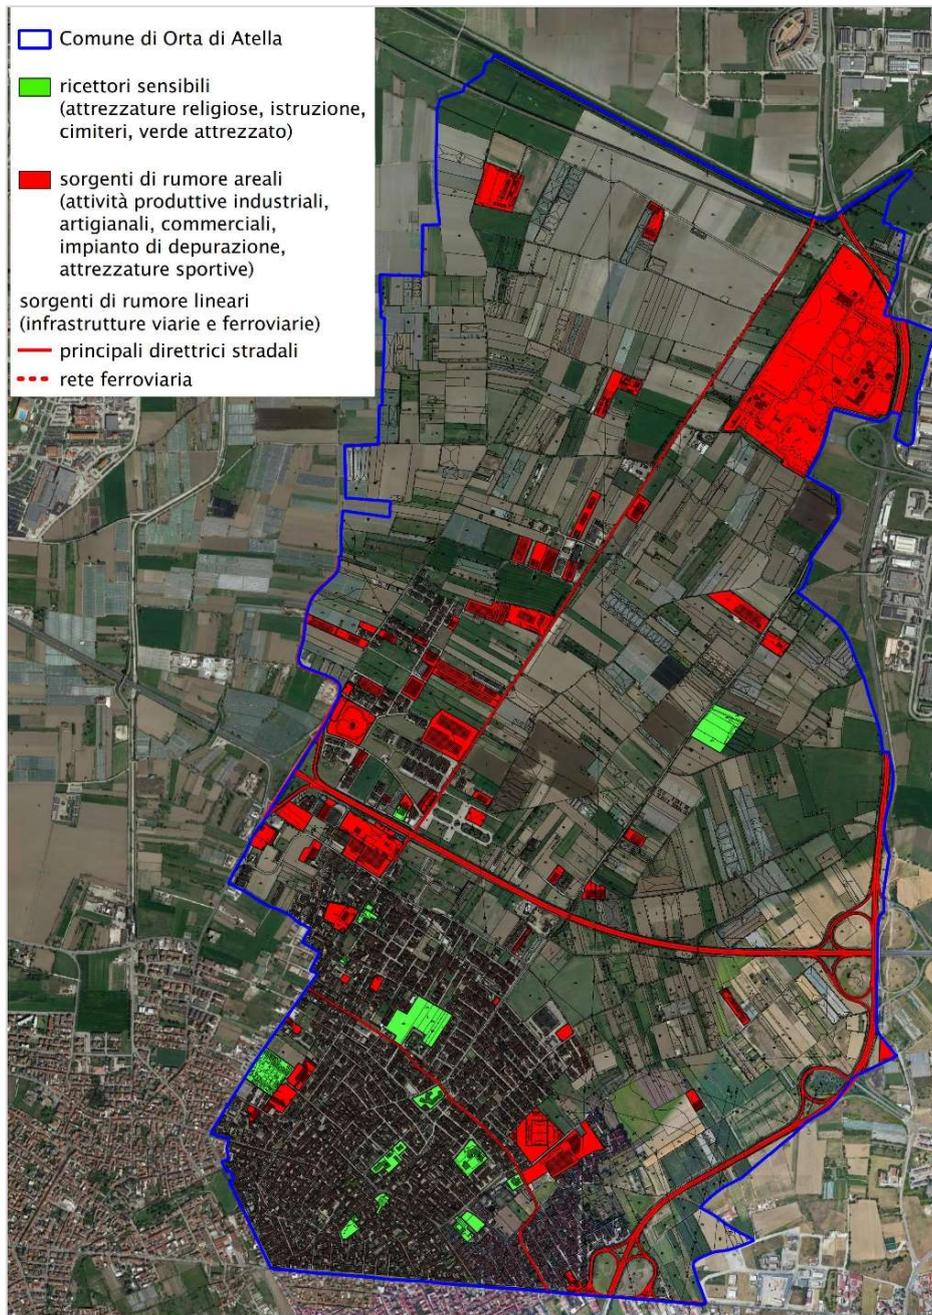 Comune di Orta di Atella
ricettori sensibili
(attrezzature religiose, istruzione,
cimiteri, verde attrezzato)
sorgenti di rumore areali
(attività produttive industriali,
artigianali, commerciali,
impianto di depurazione,
attrezzature sportive)
sorgenti di rumore lineari
(infrastrutture viarie e ferroviarie)
principali direttrici stradali
rete ferroviaria